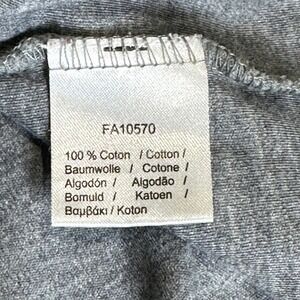 FA10570
100 % Coton / Cotton /
Baumwolle / Cotone /
Algodón / Algodão /
Bomuld / Katoen /
Βαμβάκι / Koton